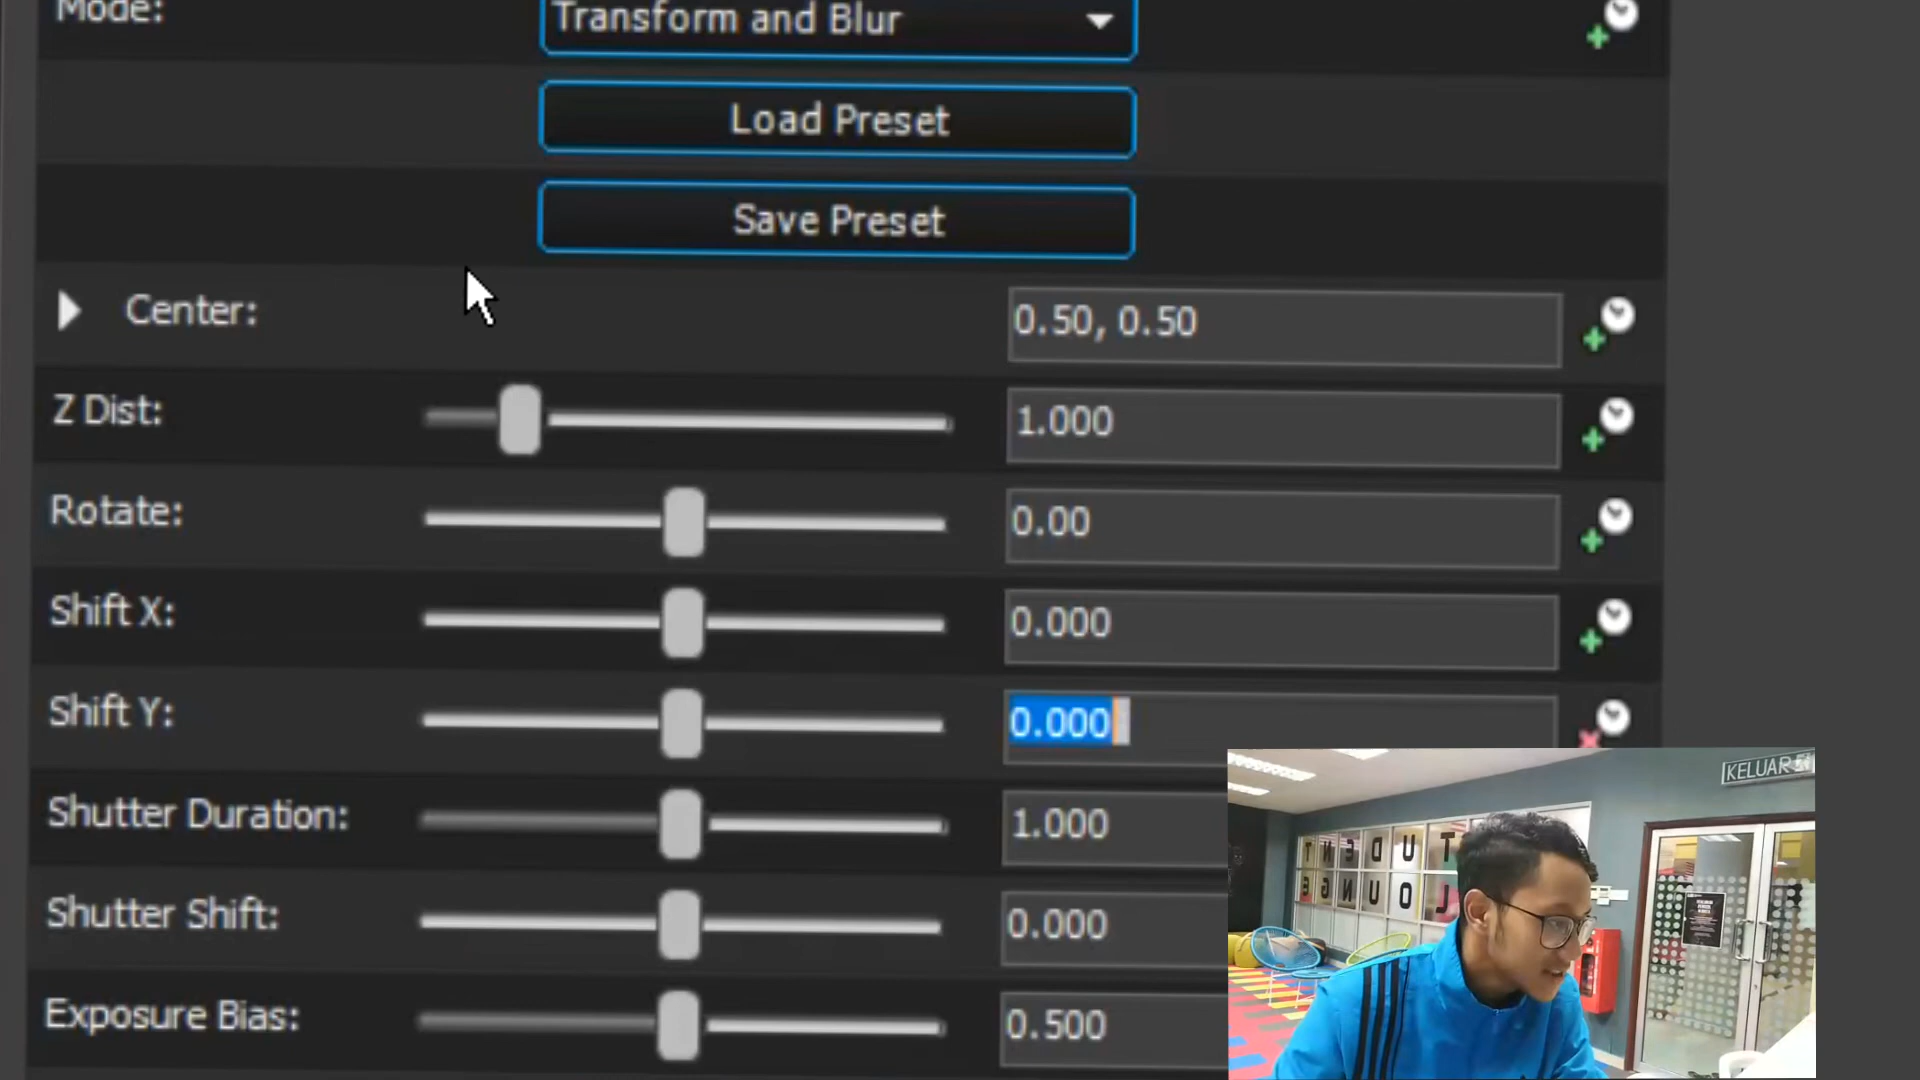 Mode:
Transform and Blur
Load Preset
Save Preset
Center:
0.50, 0.50
Z Dist:
1.000
Rotate:
0.00
Shift X:
0.000
Shift Y:
0.000
Shutter Duration:
1.000
Shutter Shift:
0.000
Exposure Bias:
0.500
KELUAR
TUDENT
LOUNGE